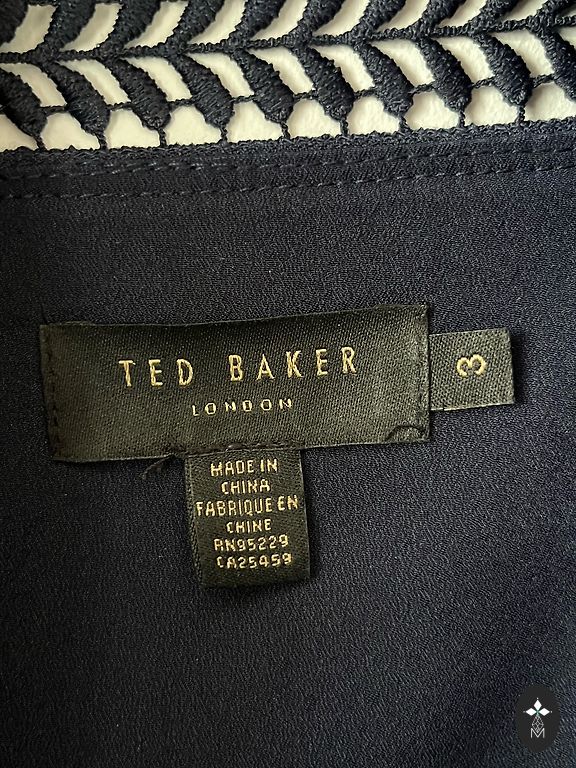 TED BAKER
LONDON
3
MADE IN
CHINA
FABRIQUE EN
CHINE
RN95229
CA25459
M